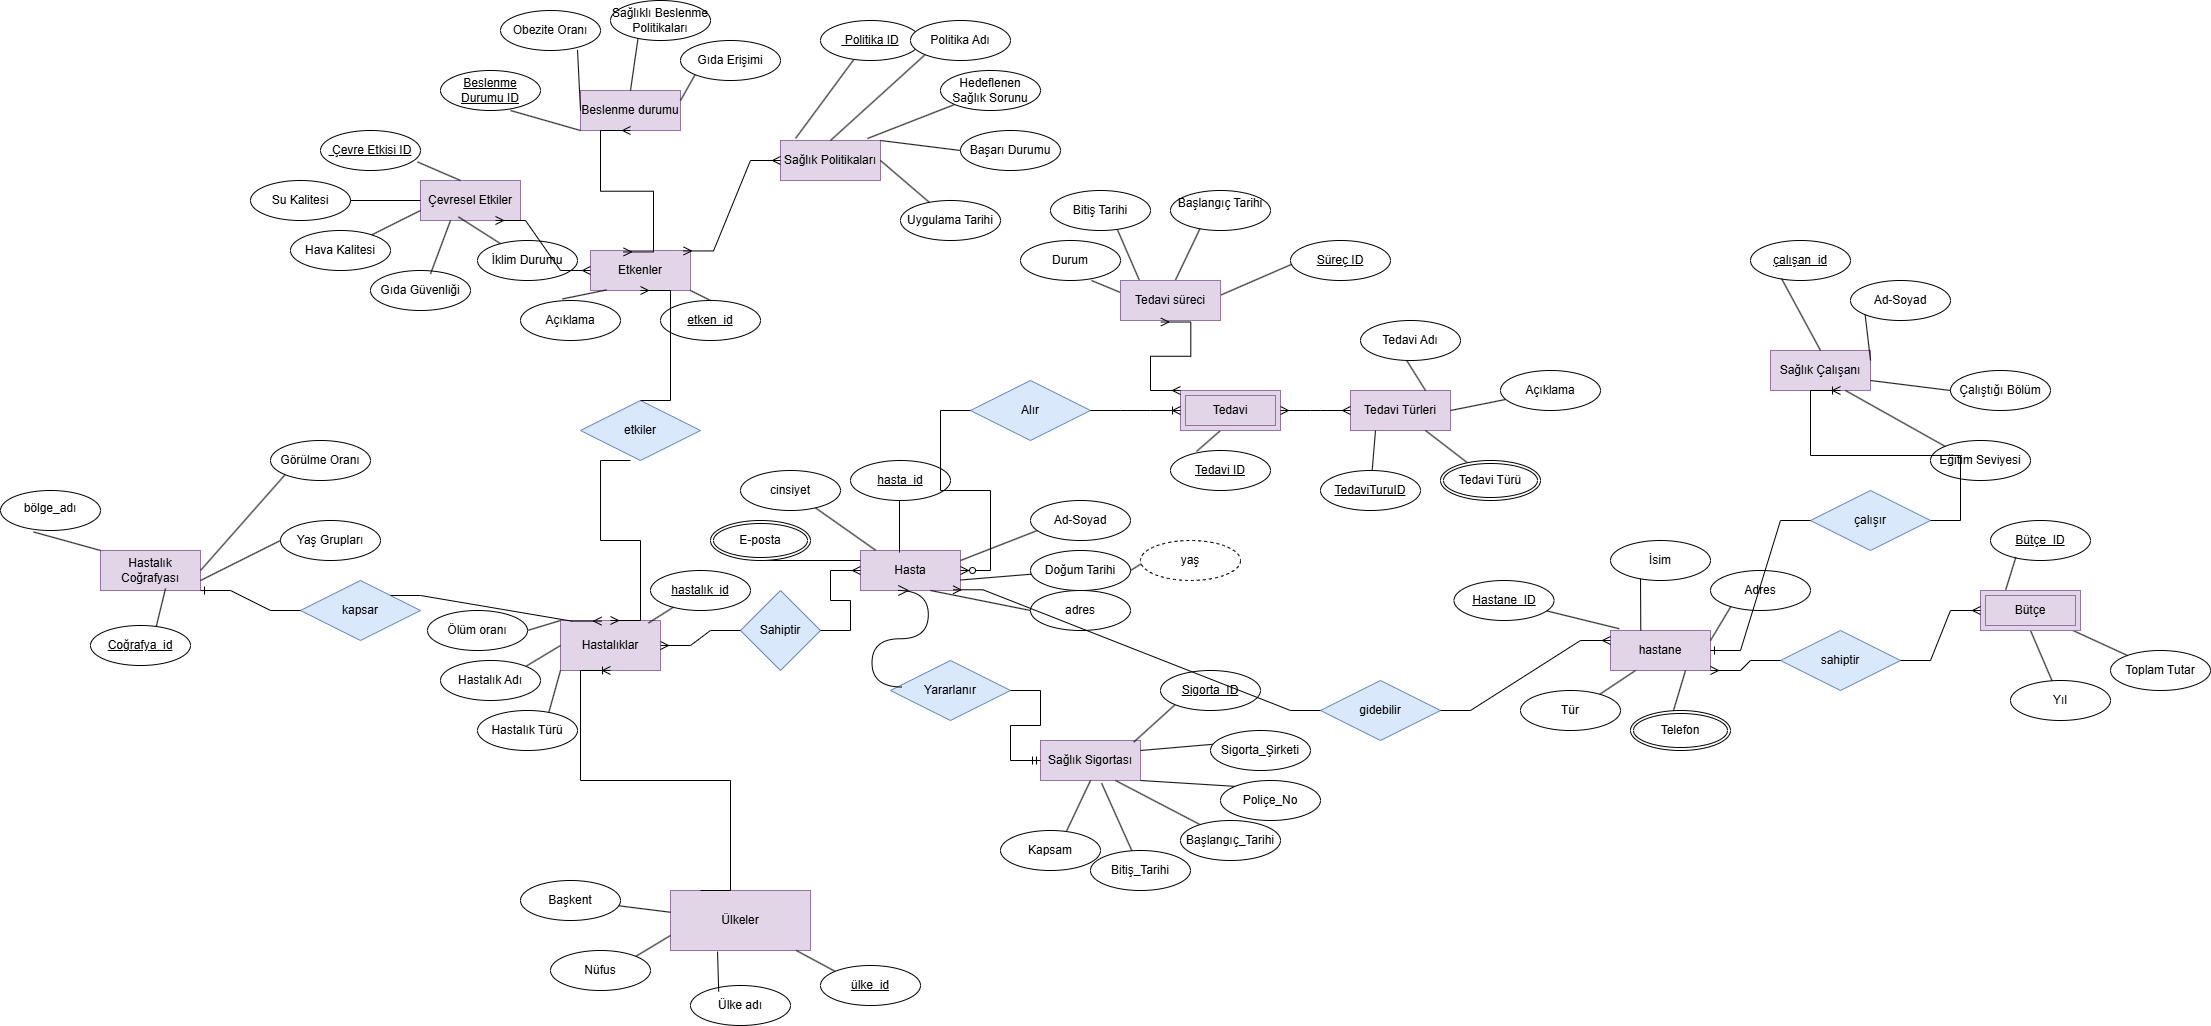 Obezite Oranı
Sağlıklı Beslenme
Politikaları
Gıda Erişimi
Beslenme
Durumu ID
Beslenme durumu
Politika ID
Politika Adı
Hedeflenen
Sağlık Sorunu
Başarı Durumu
Uygulama Tarihi
Sağlık Politikaları
Çevre Etkisi ID
Su Kalitesi
Hava Kalitesi
Gıda Güvenliği
İklim Durumu
Çevresel Etkiler
Etkenler
Açıklama
etken_id
etkiler
Bitiş Tarihi
Başlangıç Tarihi
Durum
Süreç ID
Tedavi süreci
Tedavi Adı
Açıklama
Alır
Tedavi
Tedavi Türleri
Tedavi ID
TedaviTuruID
Tedavi Türü
çalışan_id
Ad-Soyad
Sağlık Çalışanı
Çalıştığı Bölüm
Eğitim Seviyesi
çalışır
Görülme Oranı
bölge_adı
Yaş Grupları
Hastalık
Coğrafyası
Coğrafya_id
kapsar
cinsiyet
hasta_id
E-posta
Ad-Soyad
Hasta
Doğum Tarihi
yaş
adres
hastalık_id
Ölüm oranı
Hastalıklar
Sahiptir
Hastalık Adı
Hastalık Türü
Yararlanır
Sigorta_ID
Sağlık Sigortası
Sigorta_Şirketi
Poliçe_No
Başlangıç_Tarihi
Kapsam
Bitiş_Tarihi
gidebilir
İsim
Hastane_ID
Adres
hastane
Tür
Telefon
sahiptir
Bütçe_ID
Bütçe
Toplam Tutar
Yıl
Başkent
Ülkeler
Nüfus
Ülke adı
ülke_id